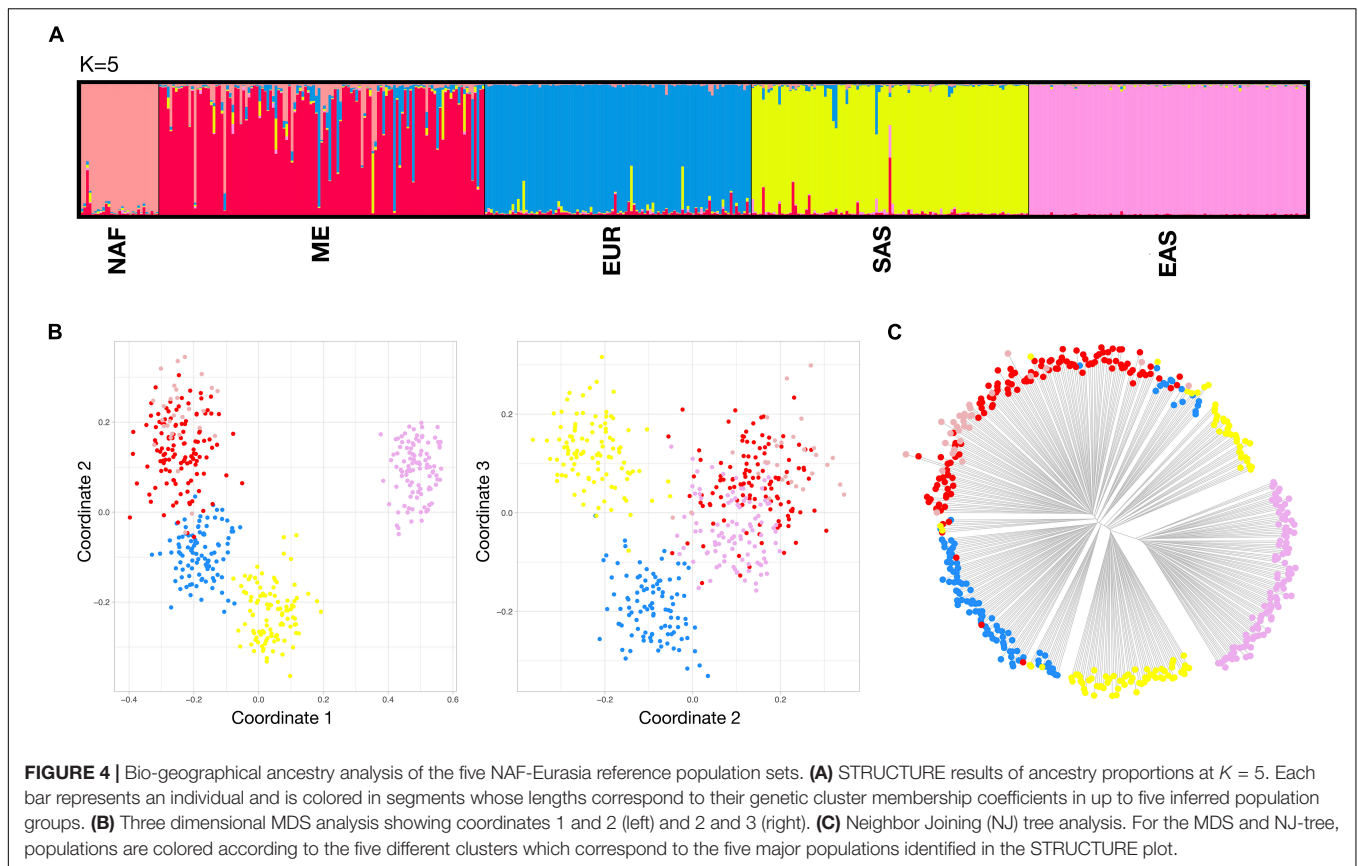 A
K=5
NAF
ME
EUR
SAS
EAS
B
C
0.2
0.0
−0.2
−0.4
−0.2
0.0
0.2
0.4
0.6
Coordinate 2
Coordinate 1
0.2
0.0
−0.2
−0.2
0.0
0.2
Coordinate 3
Coordinate 2
FIGURE 4 | Bio-geographical ancestry analysis of the five NAF-Eurasia reference population sets. (A) STRUCTURE results of ancestry proportions at K = 5. Each
bar represents an individual and is colored in segments whose lengths correspond to their genetic cluster membership coefficients in up to five inferred population
groups. (B) Three dimensional MDS analysis showing coordinates 1 and 2 (left) and 2 and 3 (right). (C) Neighbor Joining (NJ) tree analysis. For the MDS and NJ-tree,
populations are colored according to the five different clusters which correspond to the five major populations identified in the STRUCTURE plot.